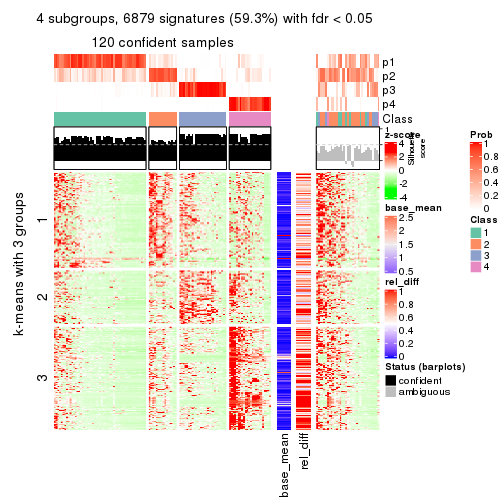 4 subgroups, 6879 signatures (59.3%) with fdr < 0.05
120 confident samples
p1
p2
p3
p4
Class
1
Silhouette
score
k-means with 3 groups
1
2
3
base_mean
rel_diff
z-score
4
2
0
-2
-4
base_mean
2.5
2
1.5
1
0.5
rel_diff
1
0.8
0.6
0.4
0.2
0
Status (barplots)
confident
ambiguous
Prob
1
0.8
0.6
0.4
0.2
0
Class
1
2
3
4